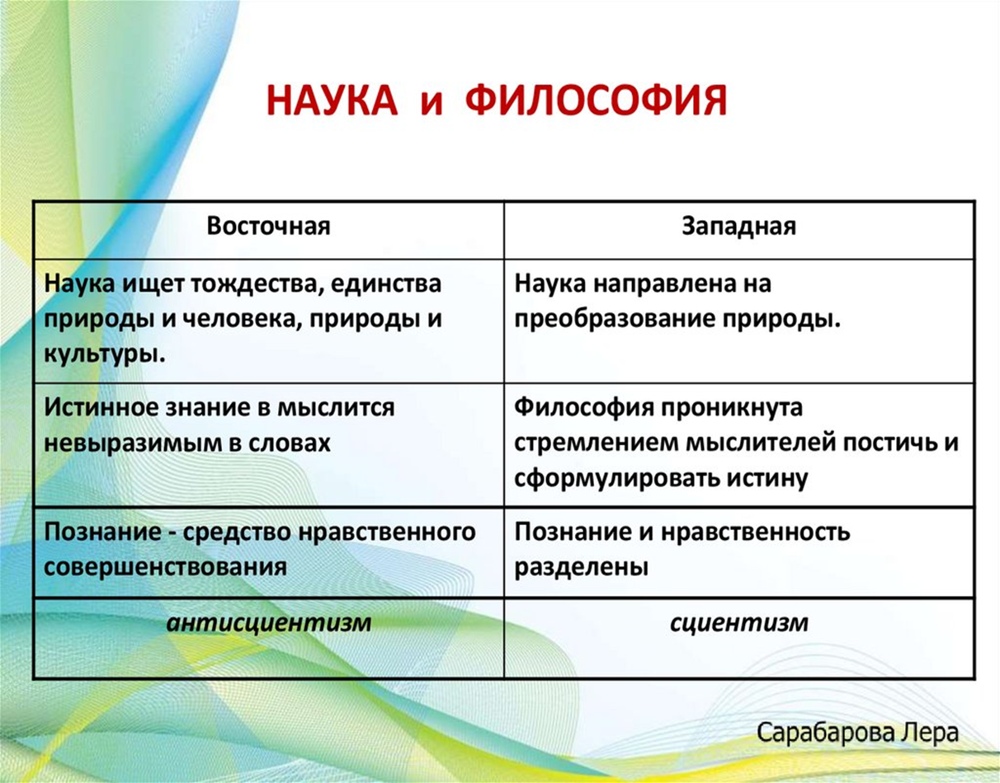 НАУКА и ФИЛОСОФИЯ
Восточная
Западная
Наука ищет тождества, единства
природы и человека, природы и
культуры.
Наука направлена на
преобразование природы.
Истинное знание в мыслится
невыразимым в словах
Философия проникнута
стремлением мыслителей постичь и
сформулировать истину
Познание - средство нравственного
совершенствования
Познание и нравственность
разделены
антисциентизм
сциентизм
Сарабарова Лера